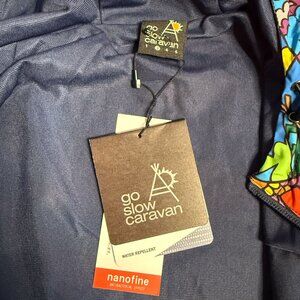 go
slow
caravan
go
slow
caravan
WATER REPELLENT
nanofine